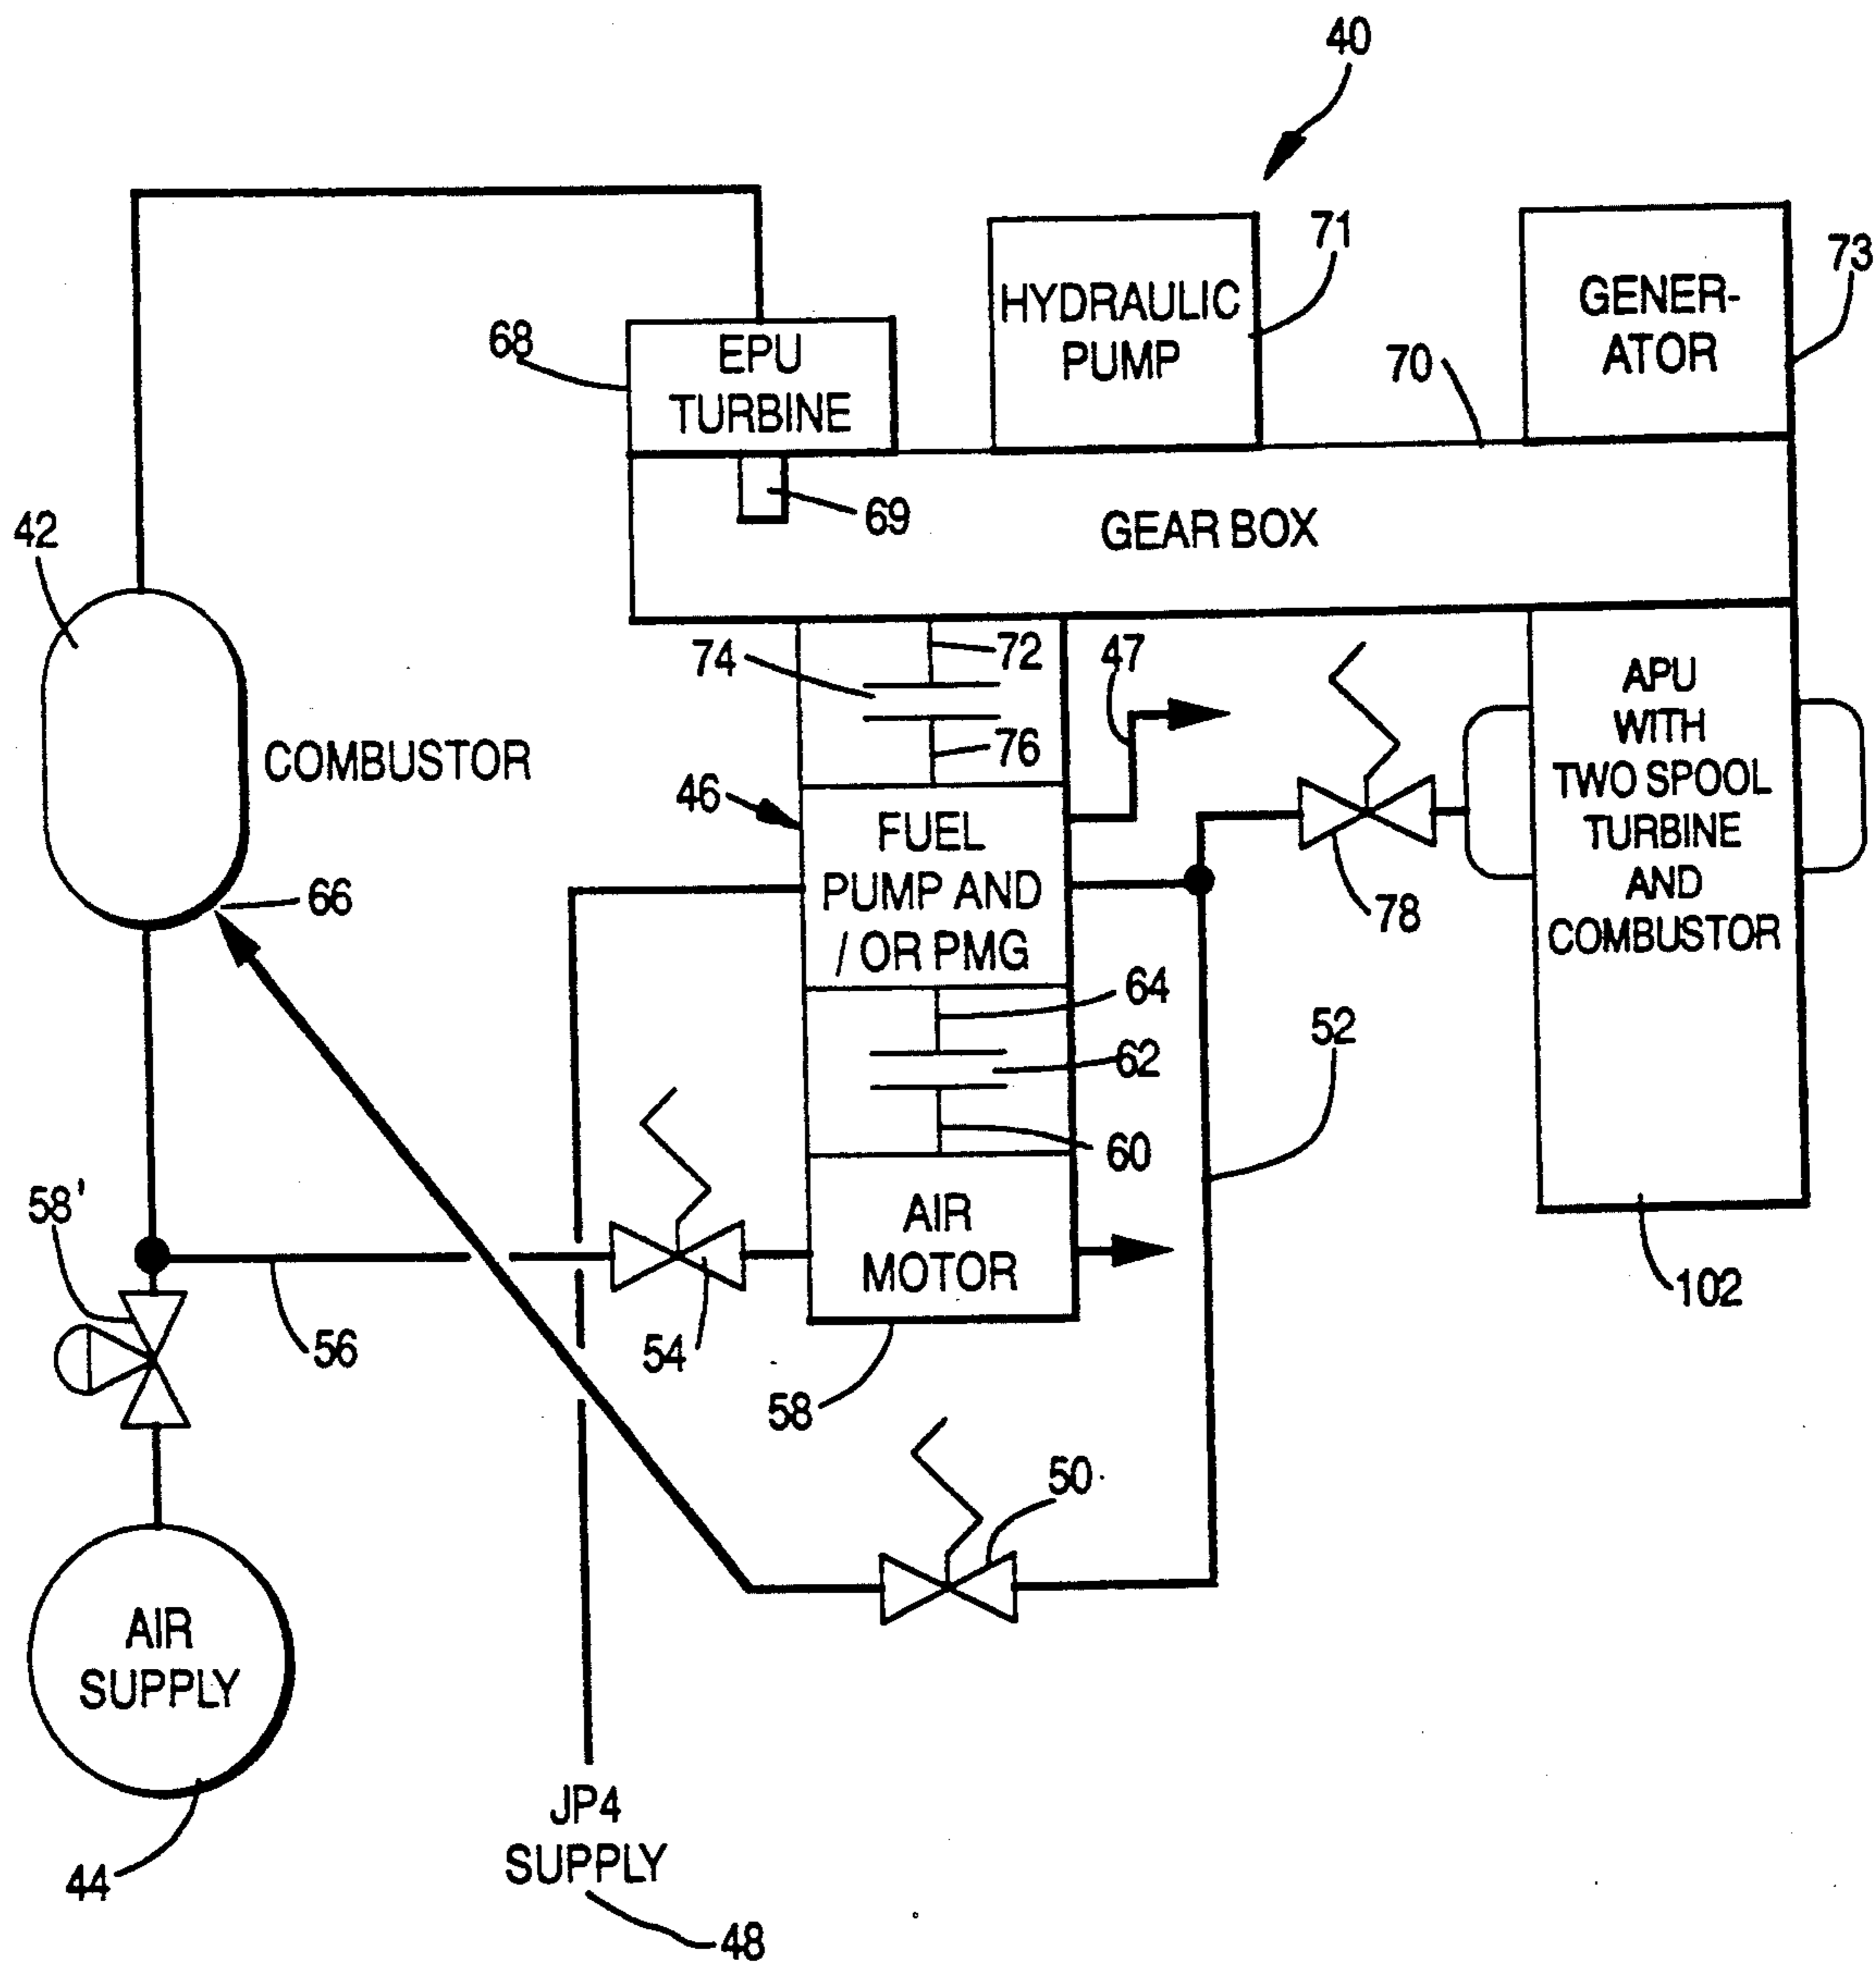 40
71
73
HYDRAULIC
PUMP
GENER-
ATOR
68
EPU
TURBINE
70
69
GEAR BOX
42
COMBUSTOR
74
72
47
76
46
FUEL
PUMP AND
/ OR PMG
APU
WITH
TWO SPOOL
TURBINE
AND
COMBUSTOR
66
78
64
62
52
60
58'
AIR
MOTOR
102
56
54
58
50
AIR
SUPPLY
44
JP4
SUPPLY
48